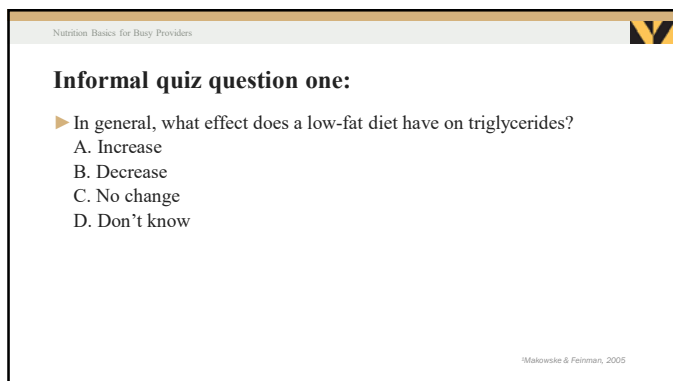 Nutrition Basics for Busy Providers
Informal quiz question one:
In general, what effect does a low-fat diet have on triglycerides?
A. Increase
B. Decrease
C. No change
D. Don’t know
²Makowske & Feinman, 2005